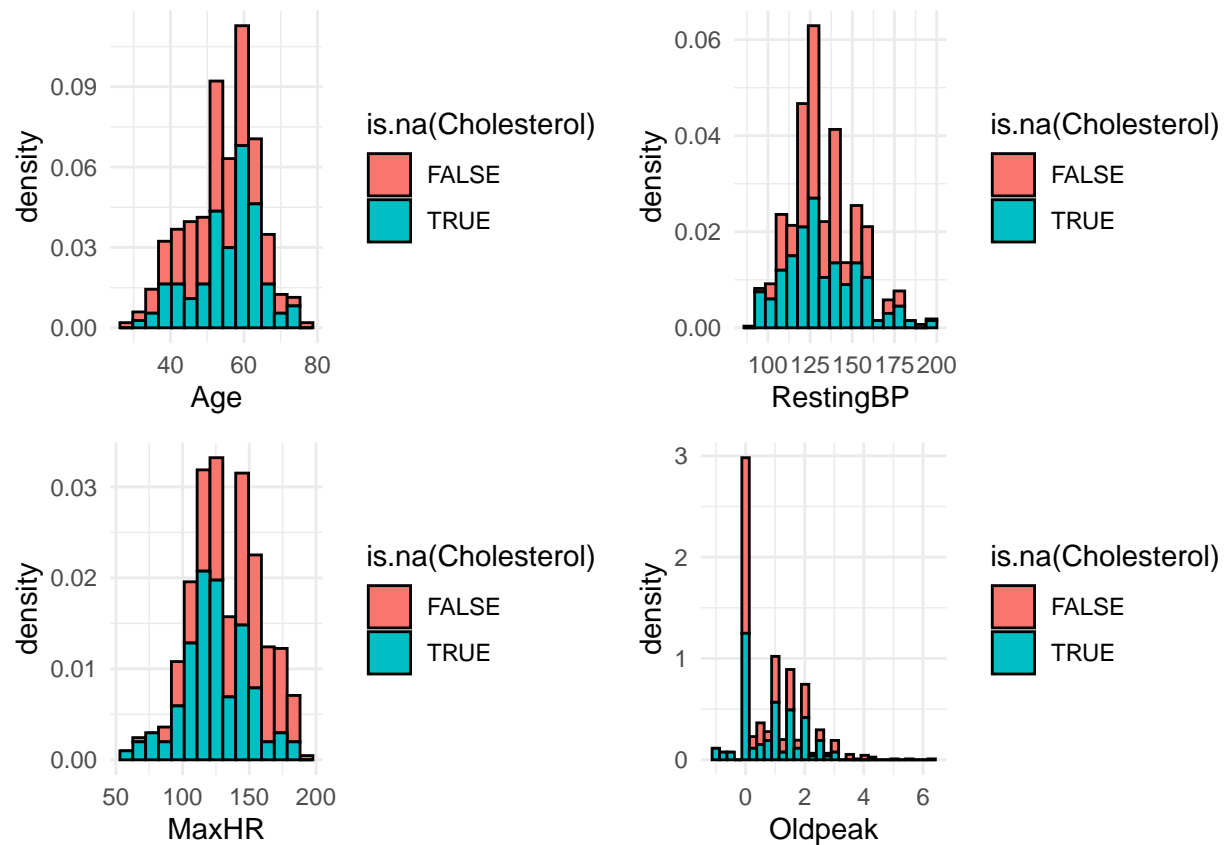 0.09
0.06
0.03
0.00
density
40 60 80
Age
is.na(Cholesterol)
FALSE
TRUE
0.06
0.04
0.02
0.00
density
100 125 150 175 200
RestingBP
is.na(Cholesterol)
FALSE
TRUE
0.03
0.02
0.01
0.00
density
50 100 150 200
MaxHR
is.na(Cholesterol)
FALSE
TRUE
3
2
1
0
density
0 2 4 6
Oldpeak
is.na(Cholesterol)
FALSE
TRUE